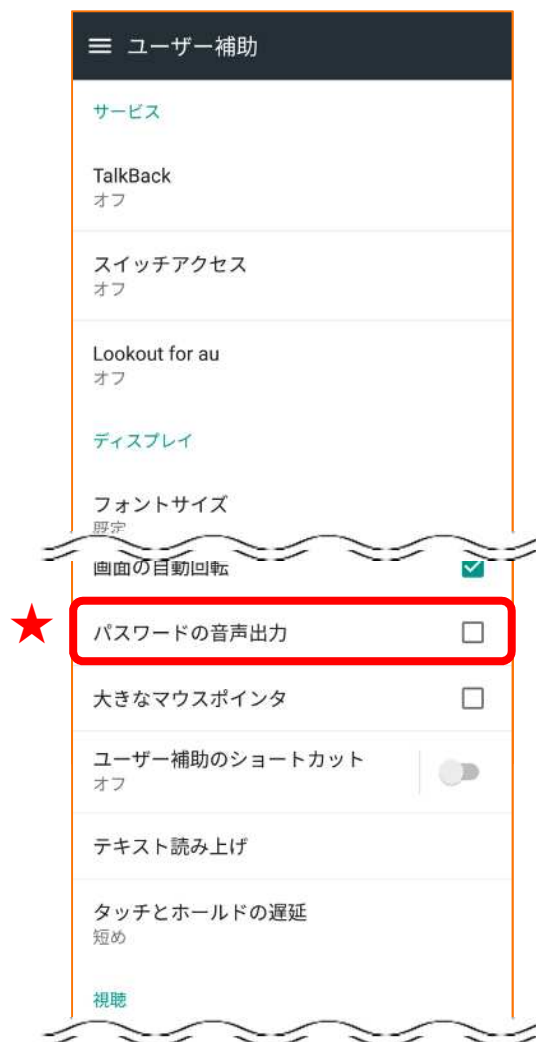 ユーザー補助
サービス
TalkBack
オフ
スイッチアクセス
オフ
Lookout for au
オフ
ディスプレイ
フォントサイズ
既定
画面の自動回転
パスワードの音声出力
大きなマウスポインタ
ユーザー補助のショートカット
オフ
テキスト読み上げ
タッチとホールドの遅延
短め
視聴